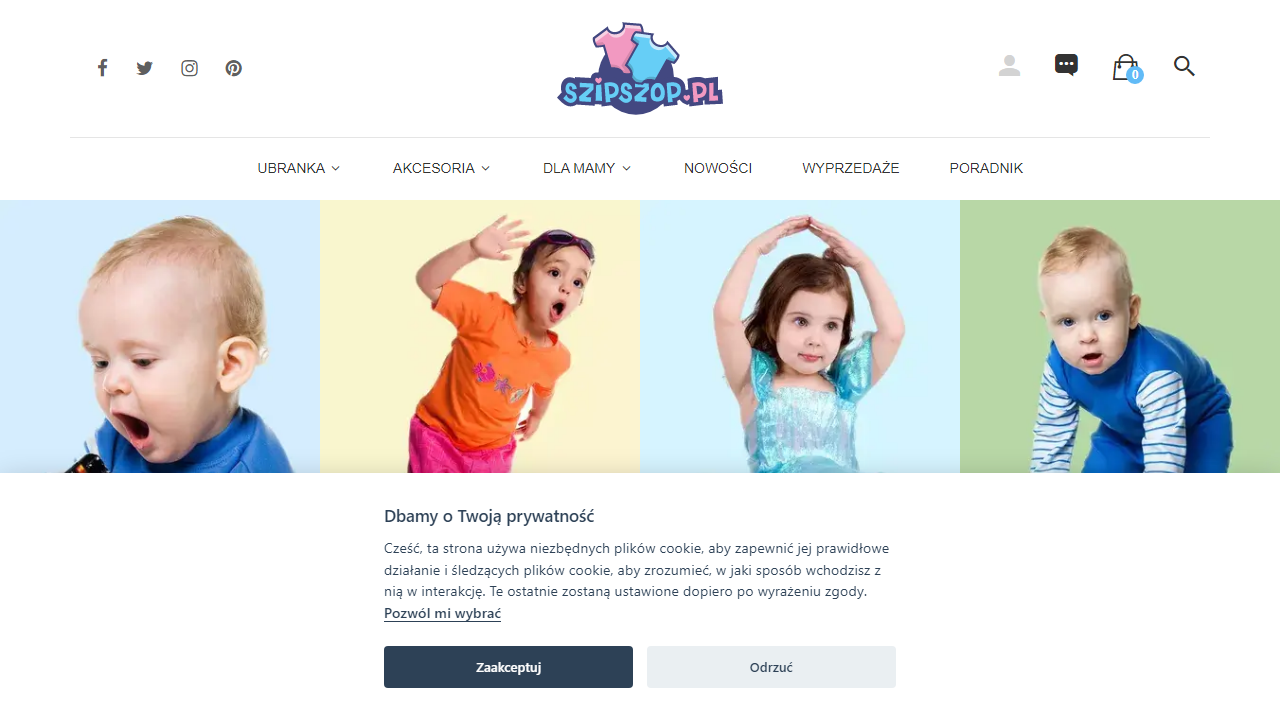 SZIPSZOP.PL
0
UBRANKA
AKCESORIA
DLA MAMY
NOWOŚCI
WYPRZEDAŻE
PORADNIK
Dbamy o Twoją prywatność
Cześć, ta strona używa niezbędnych plików cookie, aby zapewnić jej prawidłowe
działanie i śledzących plików cookie, aby zrozumieć, w jaki sposób wchodzisz z
nią w interakcję. Te ostatnie zostaną ustawione dopiero po wyrażeniu zgody.
Pozwól mi wybrać
Zaakceptuj
Odrzuć